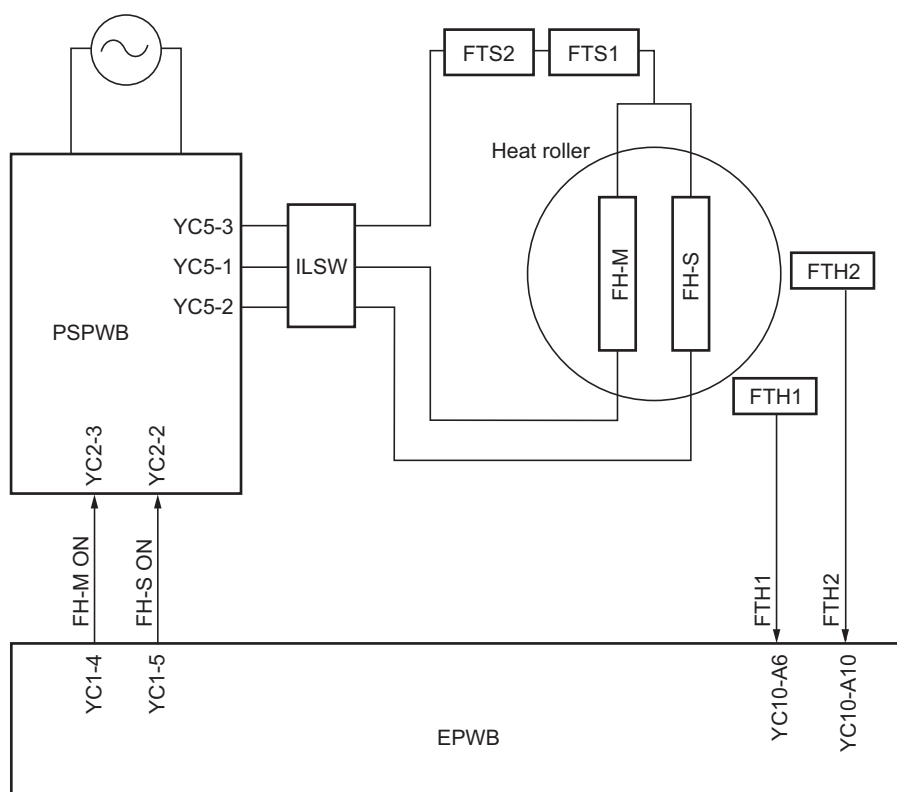 FTS2
FTS1
Heat roller
YC5-3
YC5-1
YC5-2
ILSW
FH-M
FH-S
FTH2
PSPWB
FTH1
YC2-3
YC2-2
FH-M ON
FH-S ON
FTH1
FTH2
YC1-4
YC1-5
YC10-A6
YC10-A10
EPWB